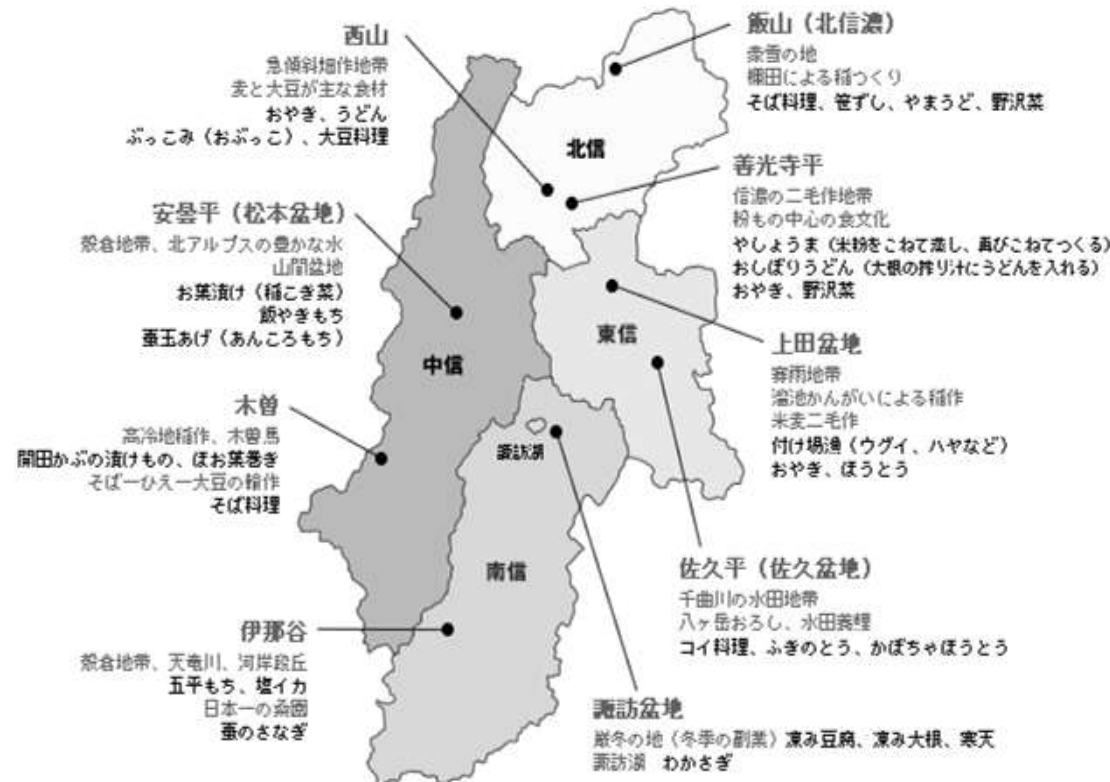 西山
急傾斜畑作地帯
麦と大豆が主な食材
おやき、うどん
ぶっこみ（おぶっこ）、大豆料理
飯山（北信濃）
豪雪の地
棚田による稲つくり
そば料理、笹ずし、やまうど、野沢菜
北信
善光寺平
信濃の二毛作地帯
粉もの中心の食文化
やしょうま（米粉をこねて蒸し、再びこねてつくる）
おしぼりうどん（大根の搾り汁にうどんを入れる）
おやき、野沢菜
安曇平（松本盆地）
穀倉地帯、北アルプスの豊かな水
山間盆地
お葉漬け（稲こぎ菜）
飯やきもち
蚕玉あげ（あんころもち）
中信
東信
上田盆地
寡雨地帯
溜池かんがいによる稲作
米麦二毛作
付け場漁（ウグイ、ハヤなど）
おやき、ほうとう
木曽
高冷地稲作、木曽馬
開田かぶの漬けもの、ほお葉巻き
そばーひえー大豆の輪作
そば料理
諏訪湖
佐久平（佐久盆地）
千曲川の水田地帯
八ヶ岳おろし、水田養鯉
コイ料理、ふきのとう、かぼちゃほうとう
南信
伊那谷
穀倉地帯、天竜川、河岸段丘
五平もち、塩イカ
日本一の桑園
蚕のさなぎ
諏訪盆地
厳冬の地（冬季の副業）凍み豆腐、凍み大根、寒天
諏訪湖　わかさぎ